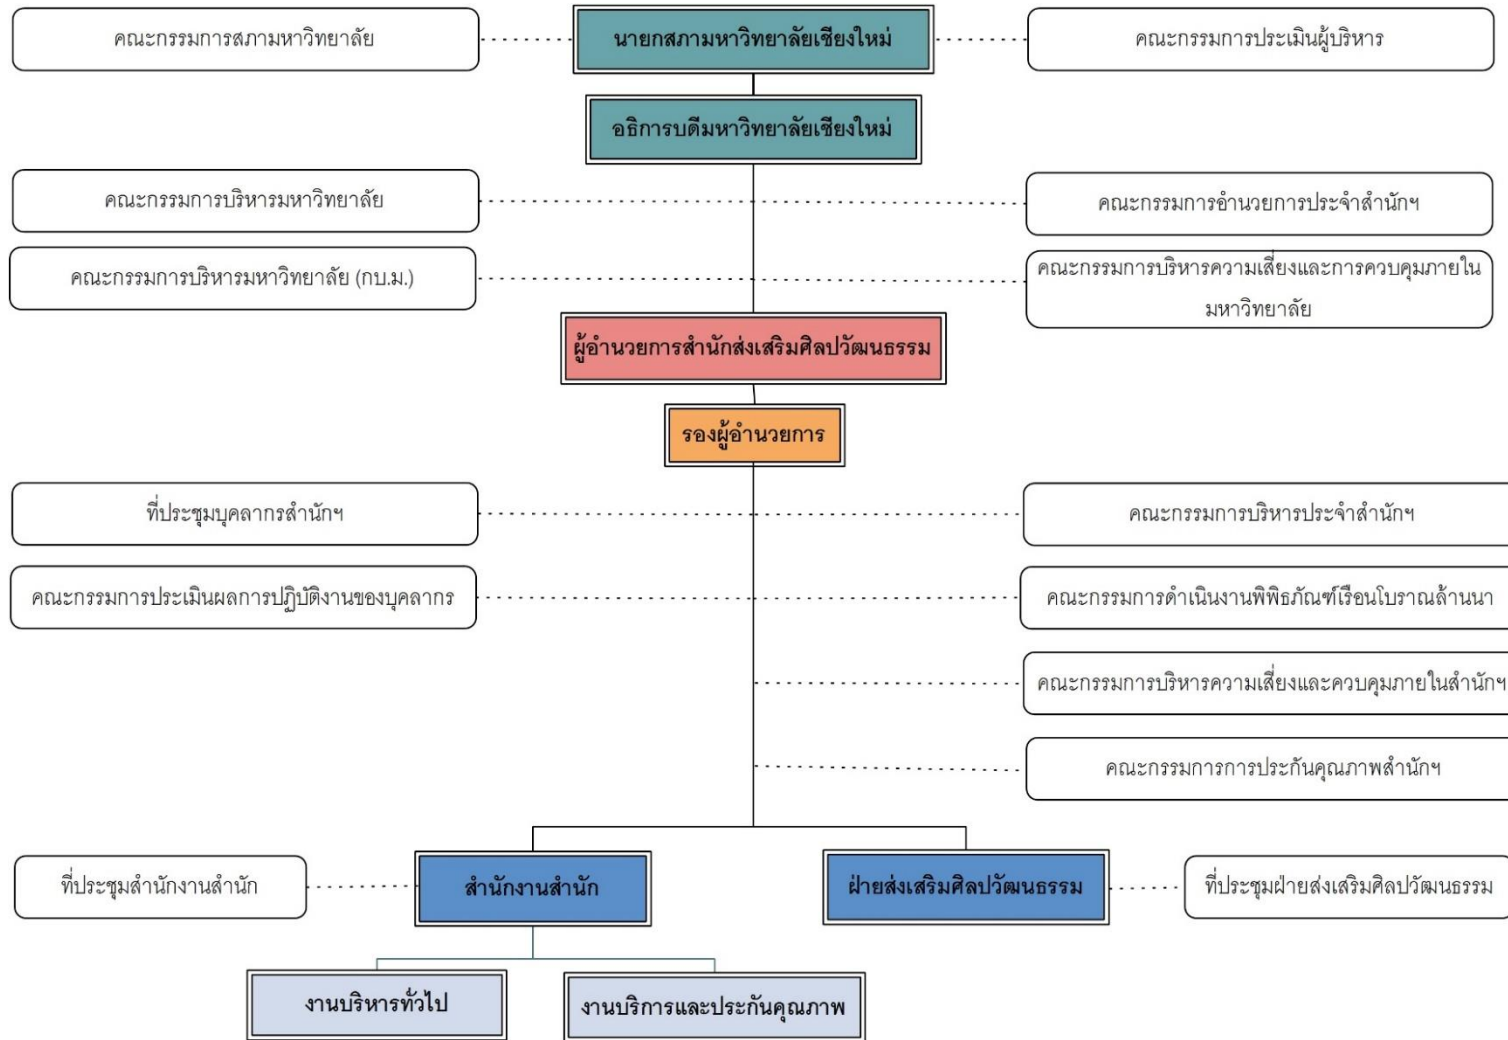 คณะกรรมการสภามหาวิทยาลัย
นายกสภามหาวิทยาลัยเชียงใหม่
คณะกรรมการประเมินผู้บริหาร
อธิการบดีมหาวิทยาลัยเชียงใหม่
คณะกรรมการบริหารมหาวิทยาลัย
คณะกรรมการอำนวยการประจำสำนักฯ
คณะกรรมการบริหารมหาวิทยาลัย (กบ.ม.)
คณะกรรมการบริหารความเสี่ยงและการควบคุมภายใน
มหาวิทยาลัย
ผู้อำนวยการสำนักส่งเสริมศิลปวัฒนธรรม
รองผู้อำนวยการ
ที่ประชุมบุคลากรสำนักฯ
คณะกรรมการบริหารประจำสำนักฯ
คณะกรรมการประเมินผลการปฏิบัติงานของบุคลากร
คณะกรรมการดำเนินงานพิพิธภัณฑ์เรือนโบราณล้านนา
คณะกรรมการบริหารความเสี่ยงและควบคุมภายในสำนักฯ
คณะกรรมการการประกันคุณภาพสำนักฯ
ที่ประชุมสำนักงานสำนัก
สำนักงานสำนัก
ฝ่ายส่งเสริมศิลปวัฒนธรรม
ที่ประชุมฝ่ายส่งเสริมศิลปวัฒนธรรม
งานบริหารทั่วไป
งานบริการและประกันคุณภาพ